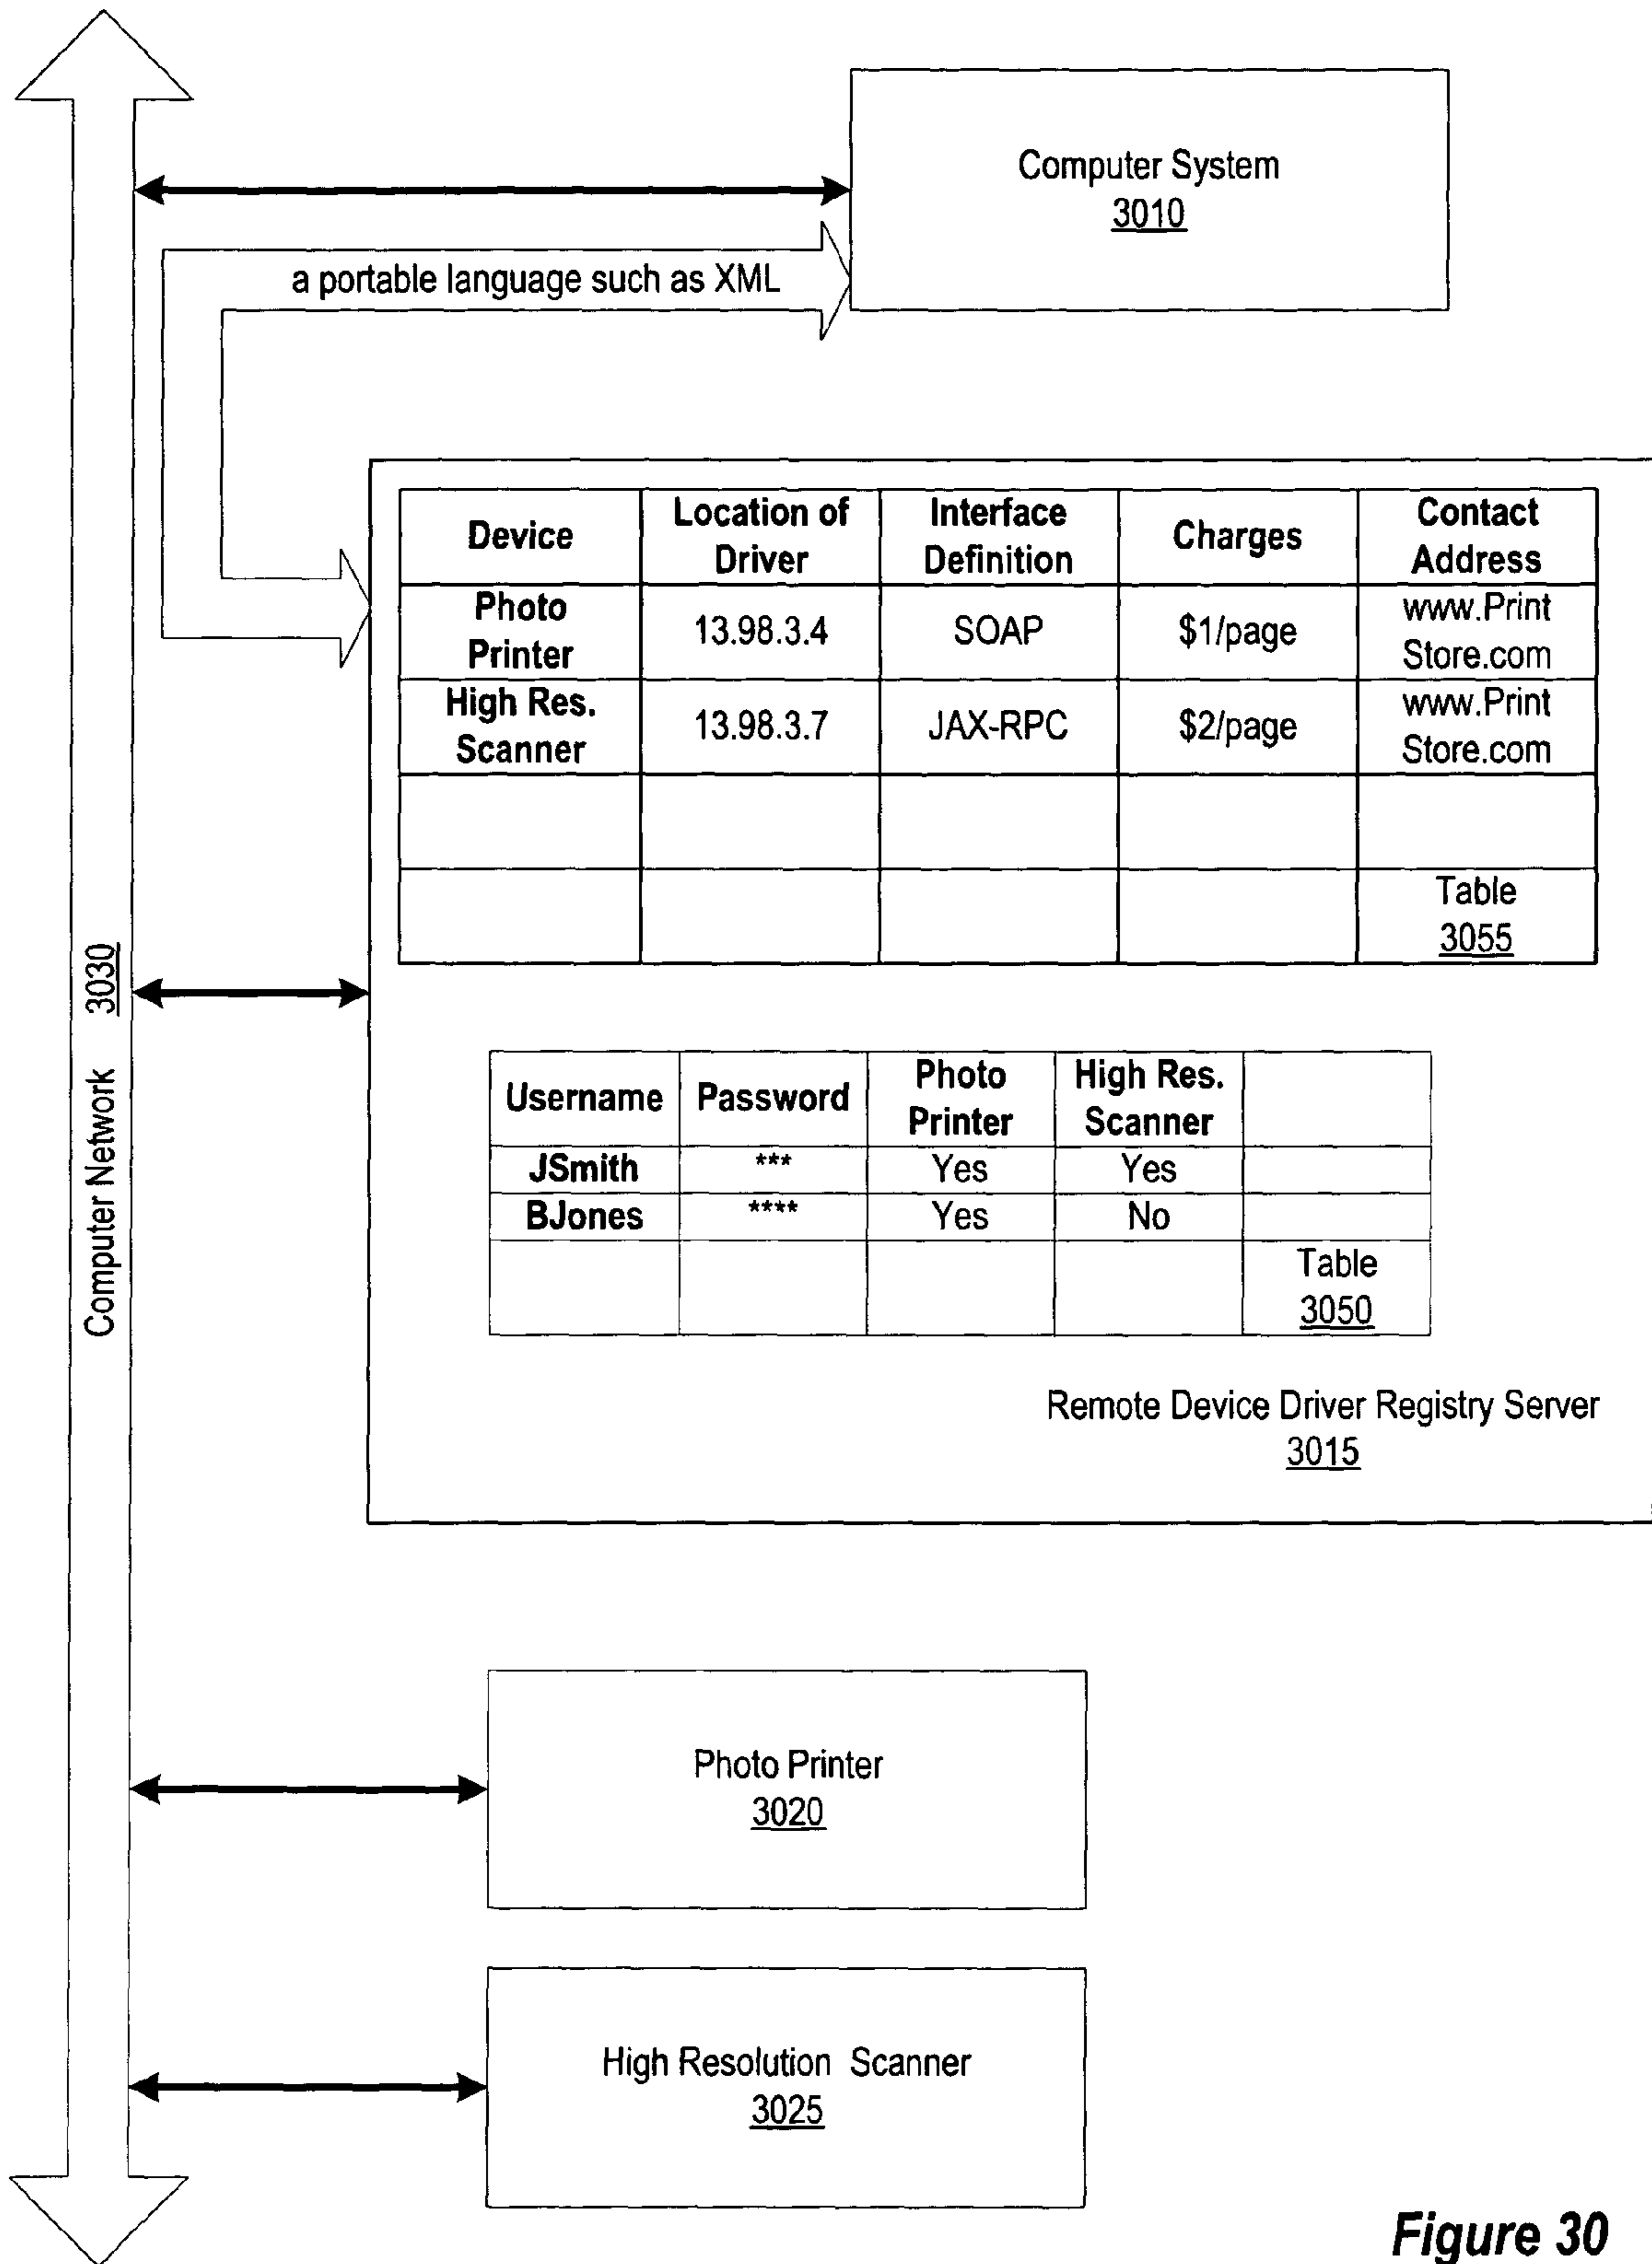 Computer System
3010
a portable language such as XML
Device
Location of
Driver
Interface
Definition
Charges
Contact
Address
Photo
Printer
13.98.3.4
SOAP
$1/page
www.Print
Store.com
High Res.
Scanner
13.98.3.7
JAX-RPC
$2/page
www.Print
Store.com
Table
3055
Computer Network 3030
Username
Password
Photo
Printer
High Res.
Scanner
JSmith
***
Yes
Yes
BJones
****
Yes
No
Table
3050
Remote Device Driver Registry Server
3015
Photo Printer
3020
High Resolution Scanner
3025
Figure 30